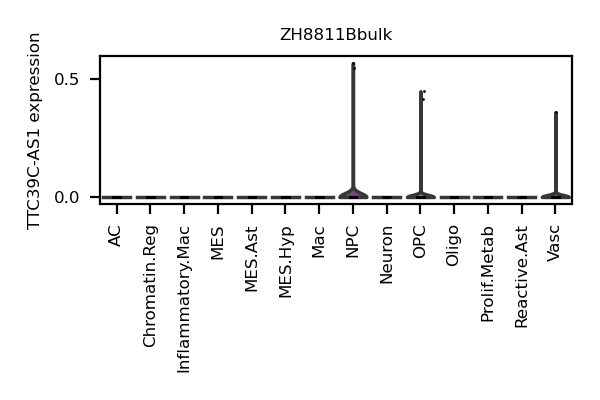 ZH8811Bbulk
TTC39C-AS1 expression
0.5
0.0
AC
Chromatin.Reg
Inflammatory.Mac
MES
MES.Ast
MES.Hyp
Mac
NPC
Neuron
OPC
Oligo
Prolif.Metab
Reactive.Ast
Vasc